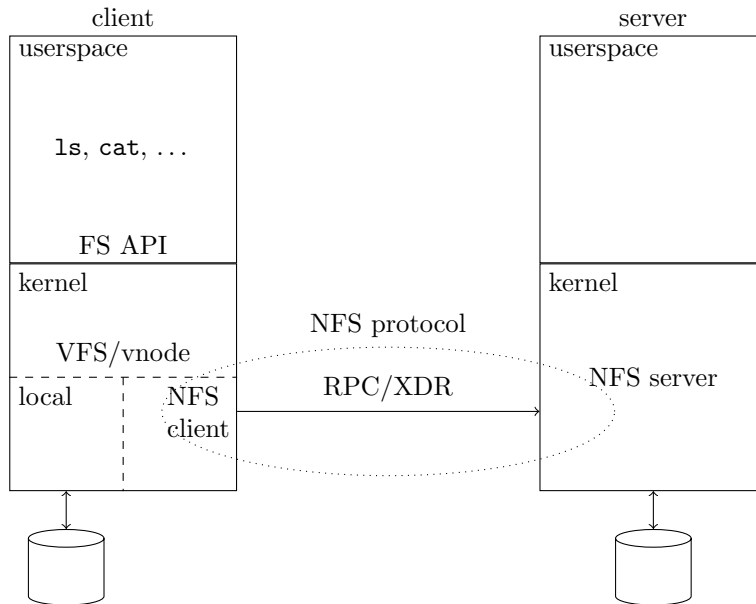 client
server
userspace
userspace
ls, cat, ...
FS API
kernel
kernel
NFS protocol
VFS/vnode
RPC/XDR
NFS server
local
NFS
client